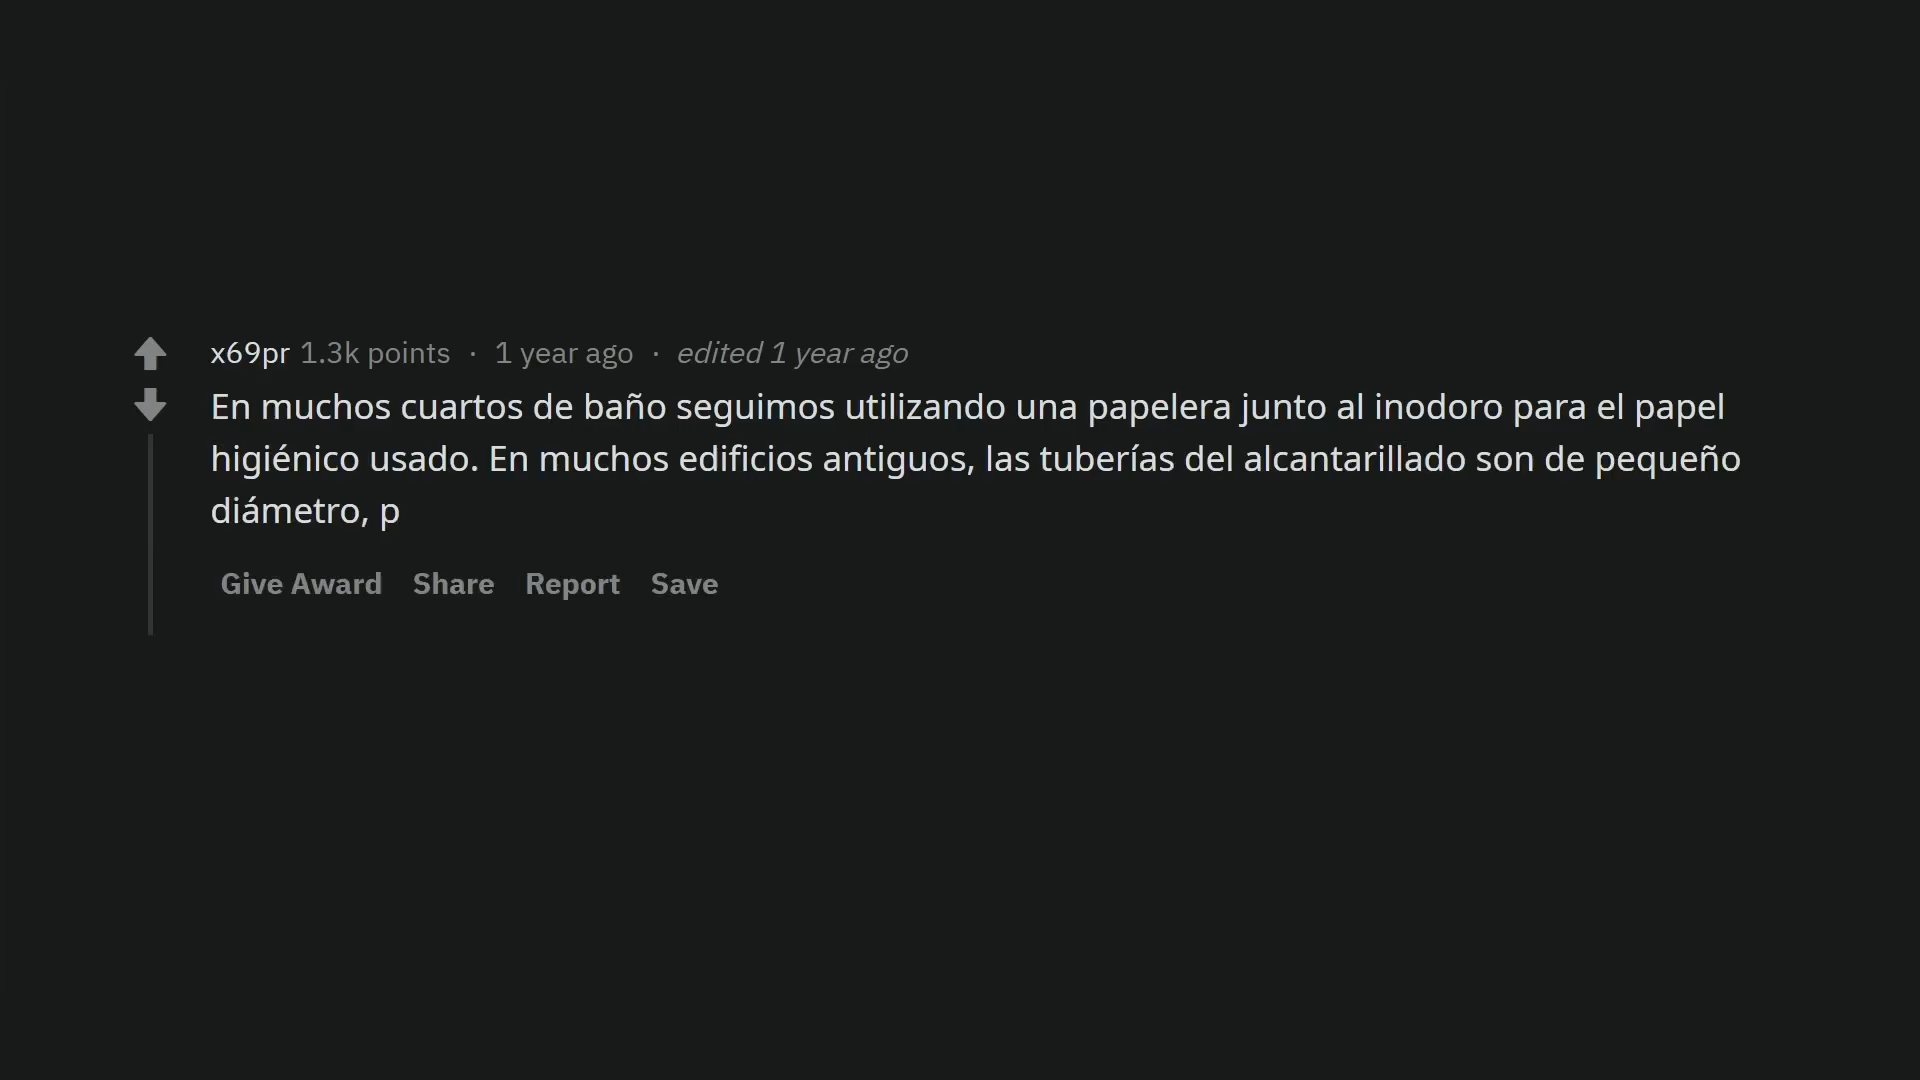 x69pr 1.3k points · 1 year ago · edited 1 year ago
En muchos cuartos de baño seguimos utilizando una papelera junto al inodoro para el papel
higiénico usado. En muchos edificios antiguos, las tuberías del alcantarillado son de pequeño
diámetro, p
Give Award Share Report Save